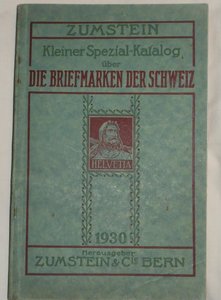 ZUMSTEIN
Kleiner Spezial-Katalog
über
DIE BRIEFMARKEN DER SCHWEIZ
HELVETIA
1930
Herausgeber
ZUMSTEIN & Cie BERN